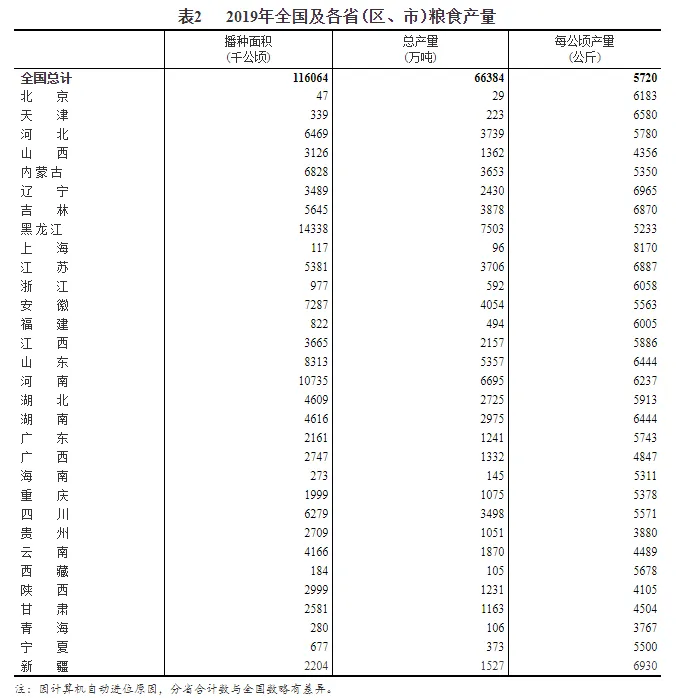 表2 2019年全国及各省（区、市）粮食产量
播种面积 总产量 每公顷产量
（千公顷） （万吨） （公斤）
全国总计 116064 66384 5720
北京 47 29 6183
天津 339 223 6580
河北 6469 3739 5780
山西 3126 1362 4356
内蒙古 6828 3653 5350
辽宁 3489 2430 6965
吉林 5645 3878 6870
黑龙江 14338 7503 5233
上海 117 96 8170
江苏 5381 3706 6887
浙江 977 592 6058
安徽 7287 4054 5563
福建 822 494 6005
江西 3665 2157 5886
山东 8313 5357 6444
河南 10735 6695 6237
湖北 4609 2725 5913
湖南 4616 2975 6444
广东 2161 1241 5743
广西 2747 1332 4847
海南 273 145 5311
重庆 1999 1075 5378
四川 6279 3498 5571
贵州 2709 1051 3880
云南 4166 1870 4489
西藏 184 105 5678
陕西 2999 1231 4105
甘肃 2581 1163 4504
青海 280 106 3767
宁夏 677 373 5500
新疆 2204 1527 6930
注：因计算机自动进位原因，分省合计数与全国数略有差异。